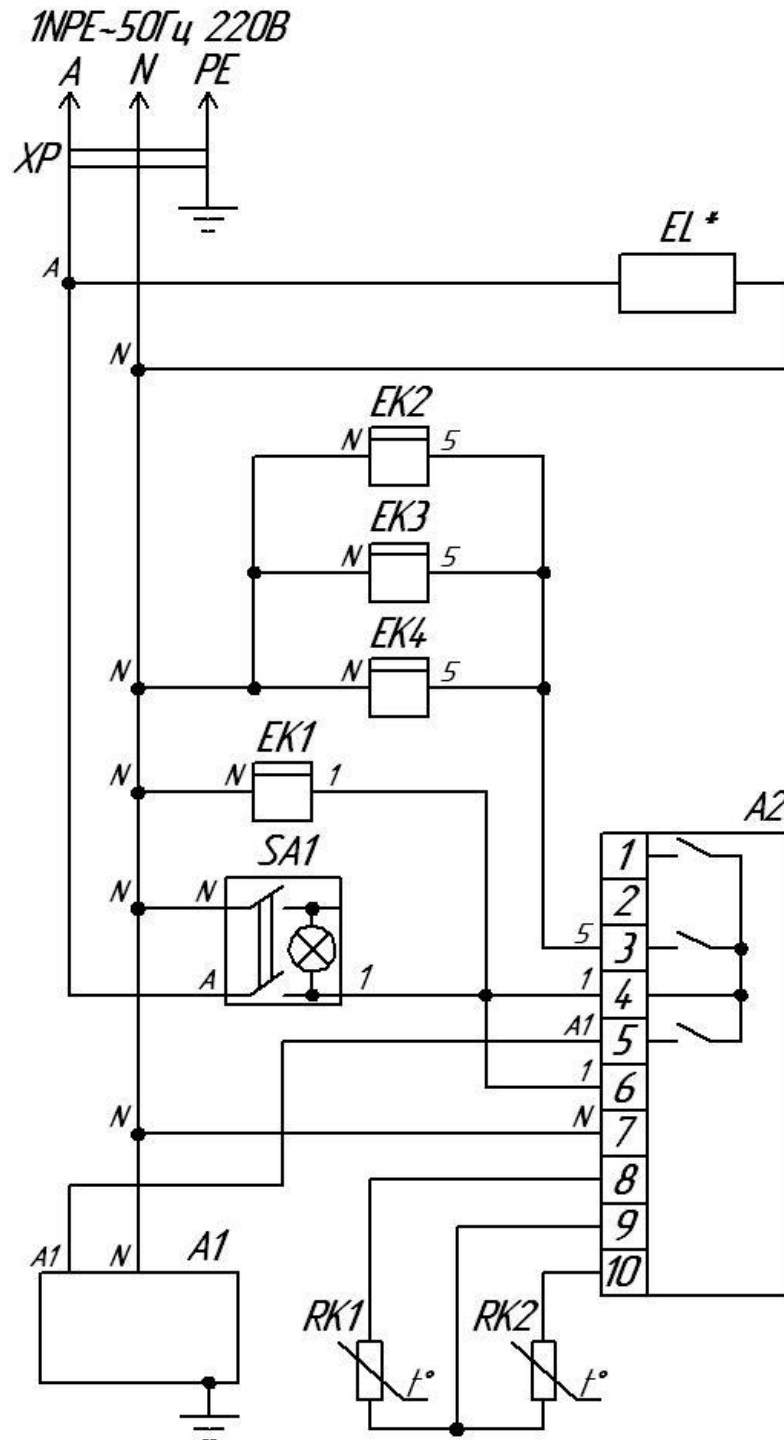 1NPE~50Гц 220В
A N PE
XP
EL *
A
N
EK2
N 5
EK3
N 5
EK4
N N 5
EK1
N N 1
A2
SA1
1
N N
2
5 3
A 1 1 4
A1 5
1 6
N N 7
8
9
A1 N A1
10
RK1 RK2
t° t°